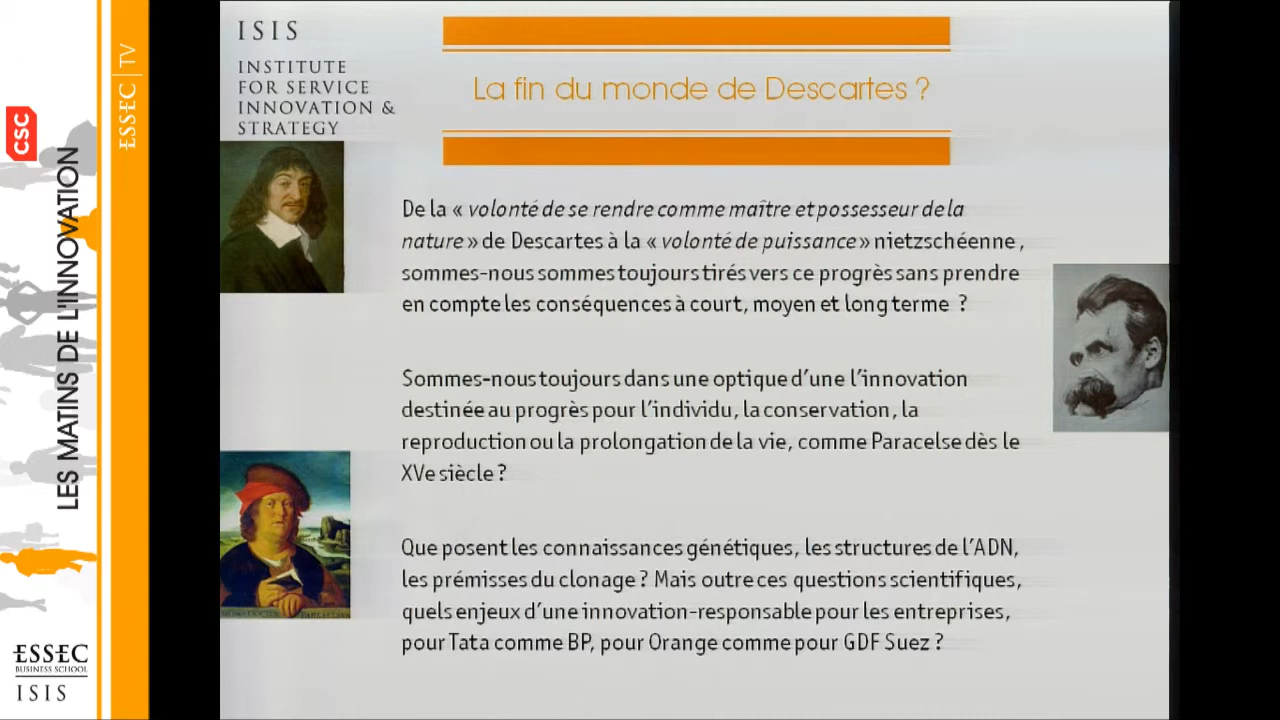 CSC
LES MATINS DE L'INNOVATION
ESSEC | TV
ESSEC
BUSINESS SCHOOL
ISIS
ISIS
INSTITUTE
FOR SERVICE
INNOVATION &
STRATEGY
La fin du monde de Descartes ?
De la « volonté de se rendre comme maître et possesseur de la
nature » de Descartes à la « volonté de puissance » nietzschéenne ,
sommes-nous sommes toujours tirés vers ce progrès sans prendre
en compte les conséquences à court, moyen et long terme ?
Sommes-nous toujours dans une optique d'une l'innovation
destinée au progrès pour l'individu, la conservation, la
reproduction ou la prolongation de la vie, comme Paracelse dès le
XVe siècle ?
Que posent les connaissances génétiques, les structures de l'ADN,
les prémisses du clonage ? Mais outre ces questions scientifiques,
quels enjeux d'une innovation-responsable pour les entreprises,
pour Tata comme BP, pour Orange comme pour GDF Suez ?